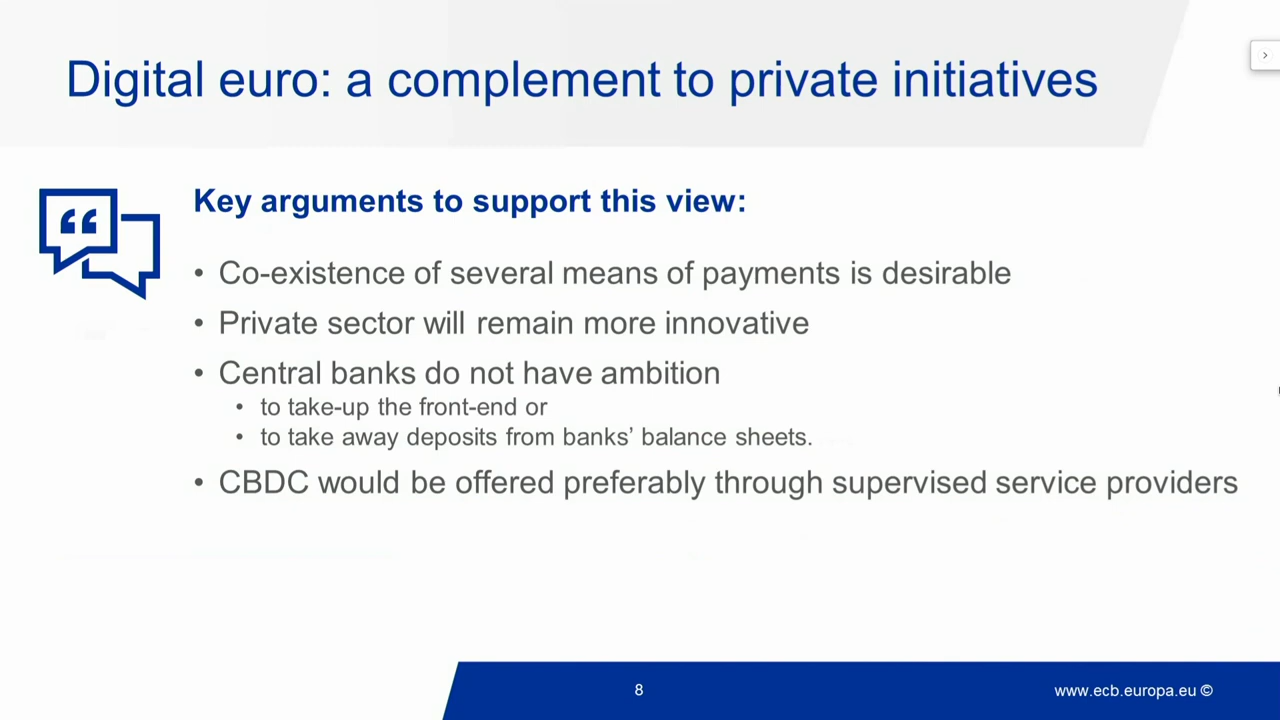 Digital euro: a complement to private initiatives
Key arguments to support this view:
• Co-existence of several means of payments is desirable
• Private sector will remain more innovative
• Central banks do not have ambition
• to take-up the front-end or
• to take away deposits from banks’ balance sheets.
• CBDC would be offered preferably through supervised service providers
8
www.ecb.europa.eu ©